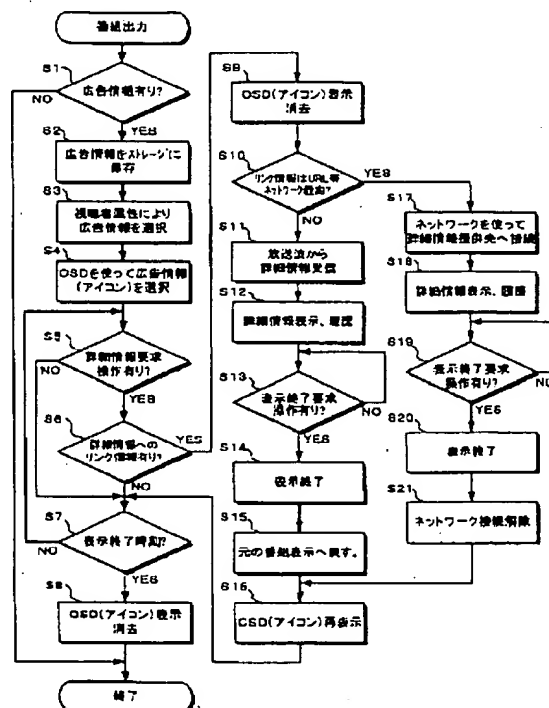 番組出力
S1
広告情報有り?
NO
YES
S2
広告情報をストレージに
保存
S3
視聴者属性により
広告情報を選択
S4
OSDを使って広告情報
(アイコン)を選択
S5
詳細情報要求
操作有り?
NO
YES
S6
詳細情報への
リンク情報有り?
YES
NO
S7
表示終了時刻?
NO
YES
S8
OSD(アイコン)表示
消去
終了
S9
OSD(アイコン)表示
消去
S10
リンク情報はURL等
ネットワーク経由?
YES
NO
S11
放送波から
詳細情報受信
S12
詳細情報表示、
S13
表示終了要求
操作有り?
NO
YES
S14
表示終了
S15
元の番組表示へ戻す。
S16
OSD(アイコン)再表示
S17
ネットワークを使って
詳細情報提供先へ接続
S18
詳細情報表示、
S19
表示終了要求
操作有り?
NO
YES
S20
表示終了
S21
ネットワーク接続解除